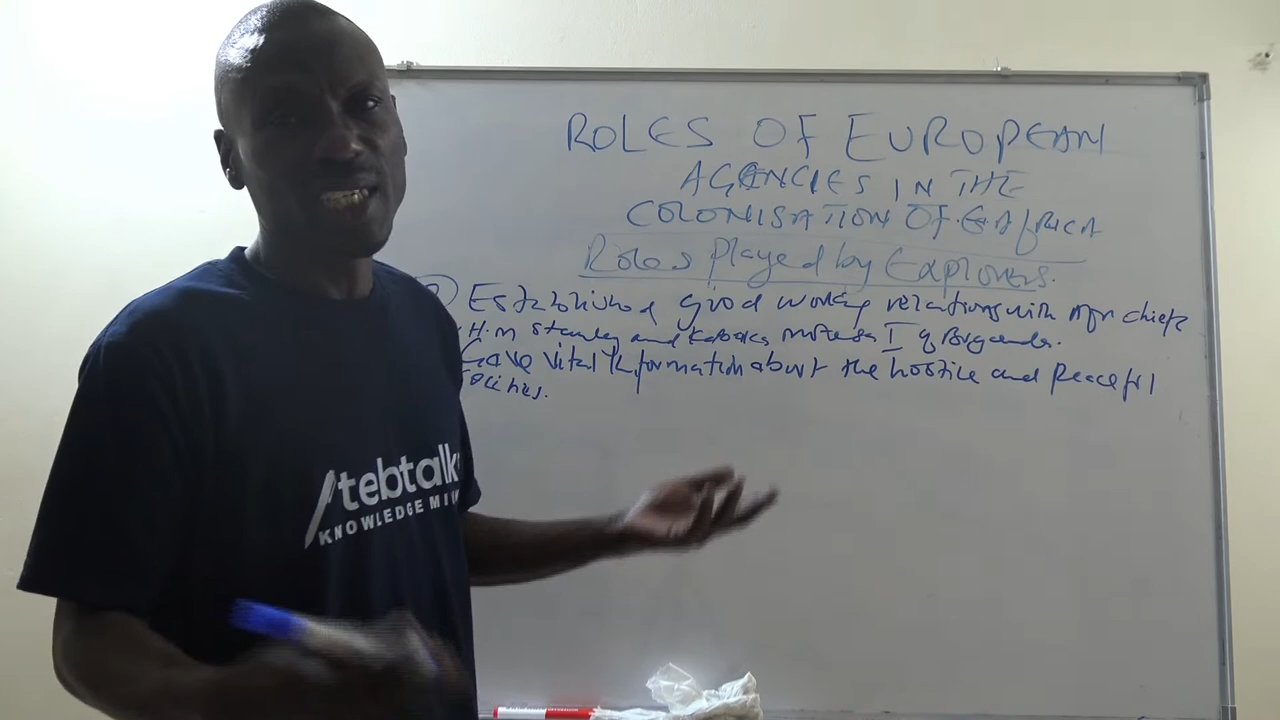 ROLES OF EUROPEAN
AGENCIES IN THE
COLONISATION OF E.AfRICA
Roles Played by Explorers.
Established good working relations with Afrn chiefs
H.M Stanley and Kabaka Mutesa I of Buganda.
Gave Vital Information about the hostile and peaceful
tebtalk
KNOWLEDGE